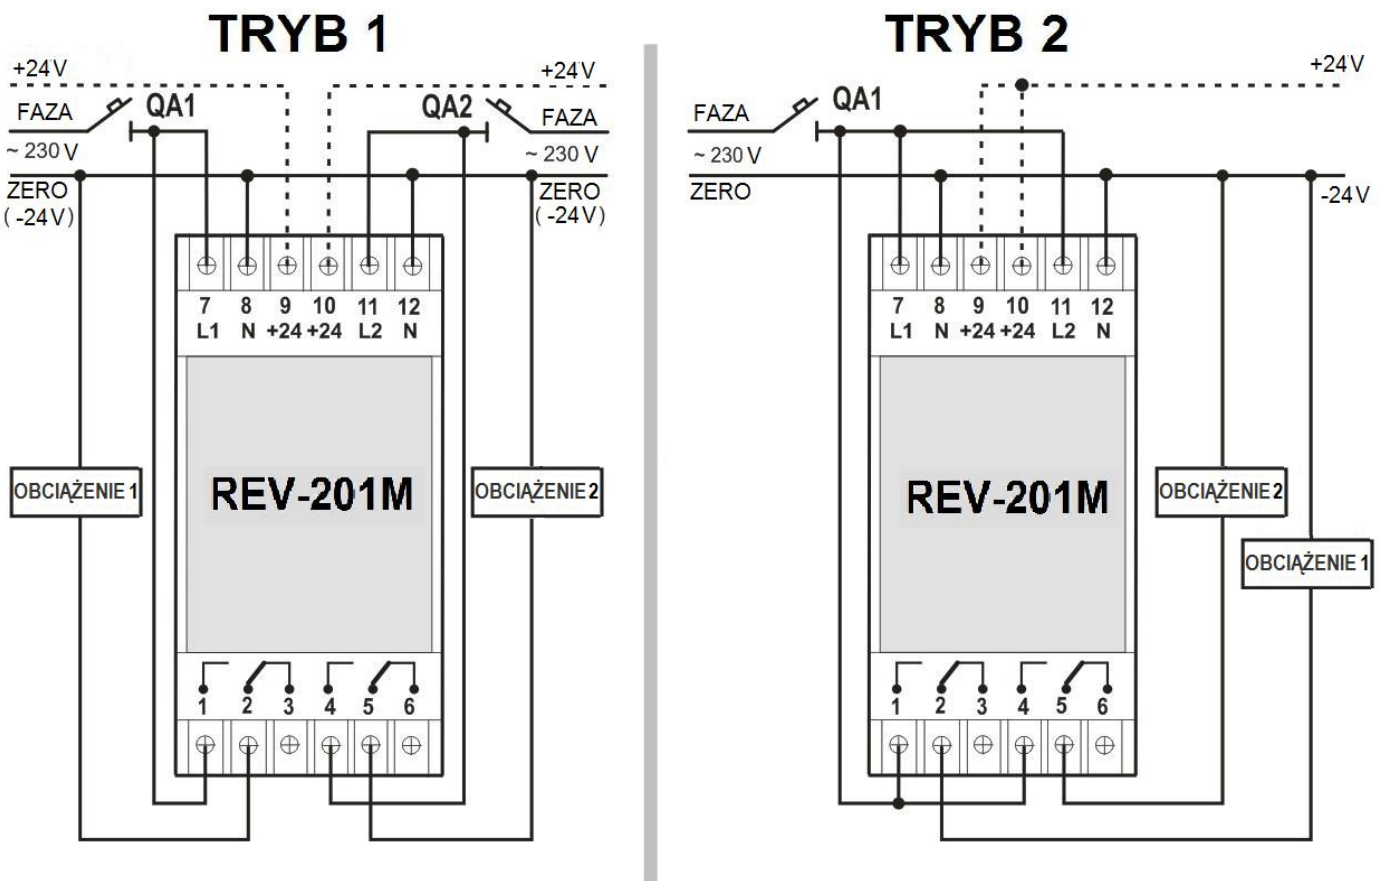 TRYB 1
+24V
+24V
FAZA
QA1
QA2
FAZA
~ 230 V
~ 230 V
ZERO
(-24V)
ZERO
(-24V)
7 8 9 10 11 12
L1 N +24 +24 L2 N
OBCIĄŻENIE 1
REV-201M
OBCIĄŻENIE 2
1 2 3 4 5 6
TRYB 2
+24V
FAZA
QA1
~ 230 V
ZERO
-24V
7 8 9 10 11 12
L1 N +24 +24 L2 N
REV-201M
OBCIĄŻENIE 2
OBCIĄŻENIE 1
1 2 3 4 5 6